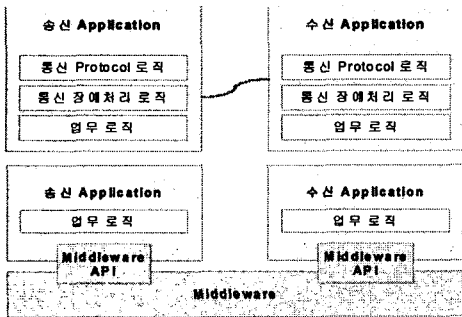 송신 Application
통신 Protocol 로직
통신 장애처리 로직
업무 로직
수신 Application
통신 Protocol 로직
통신 장애처리 로직
업무 로직
송신 Application
업무 로직
수신 Application
업무 로직
Middleware
API
Middleware
API
Middleware